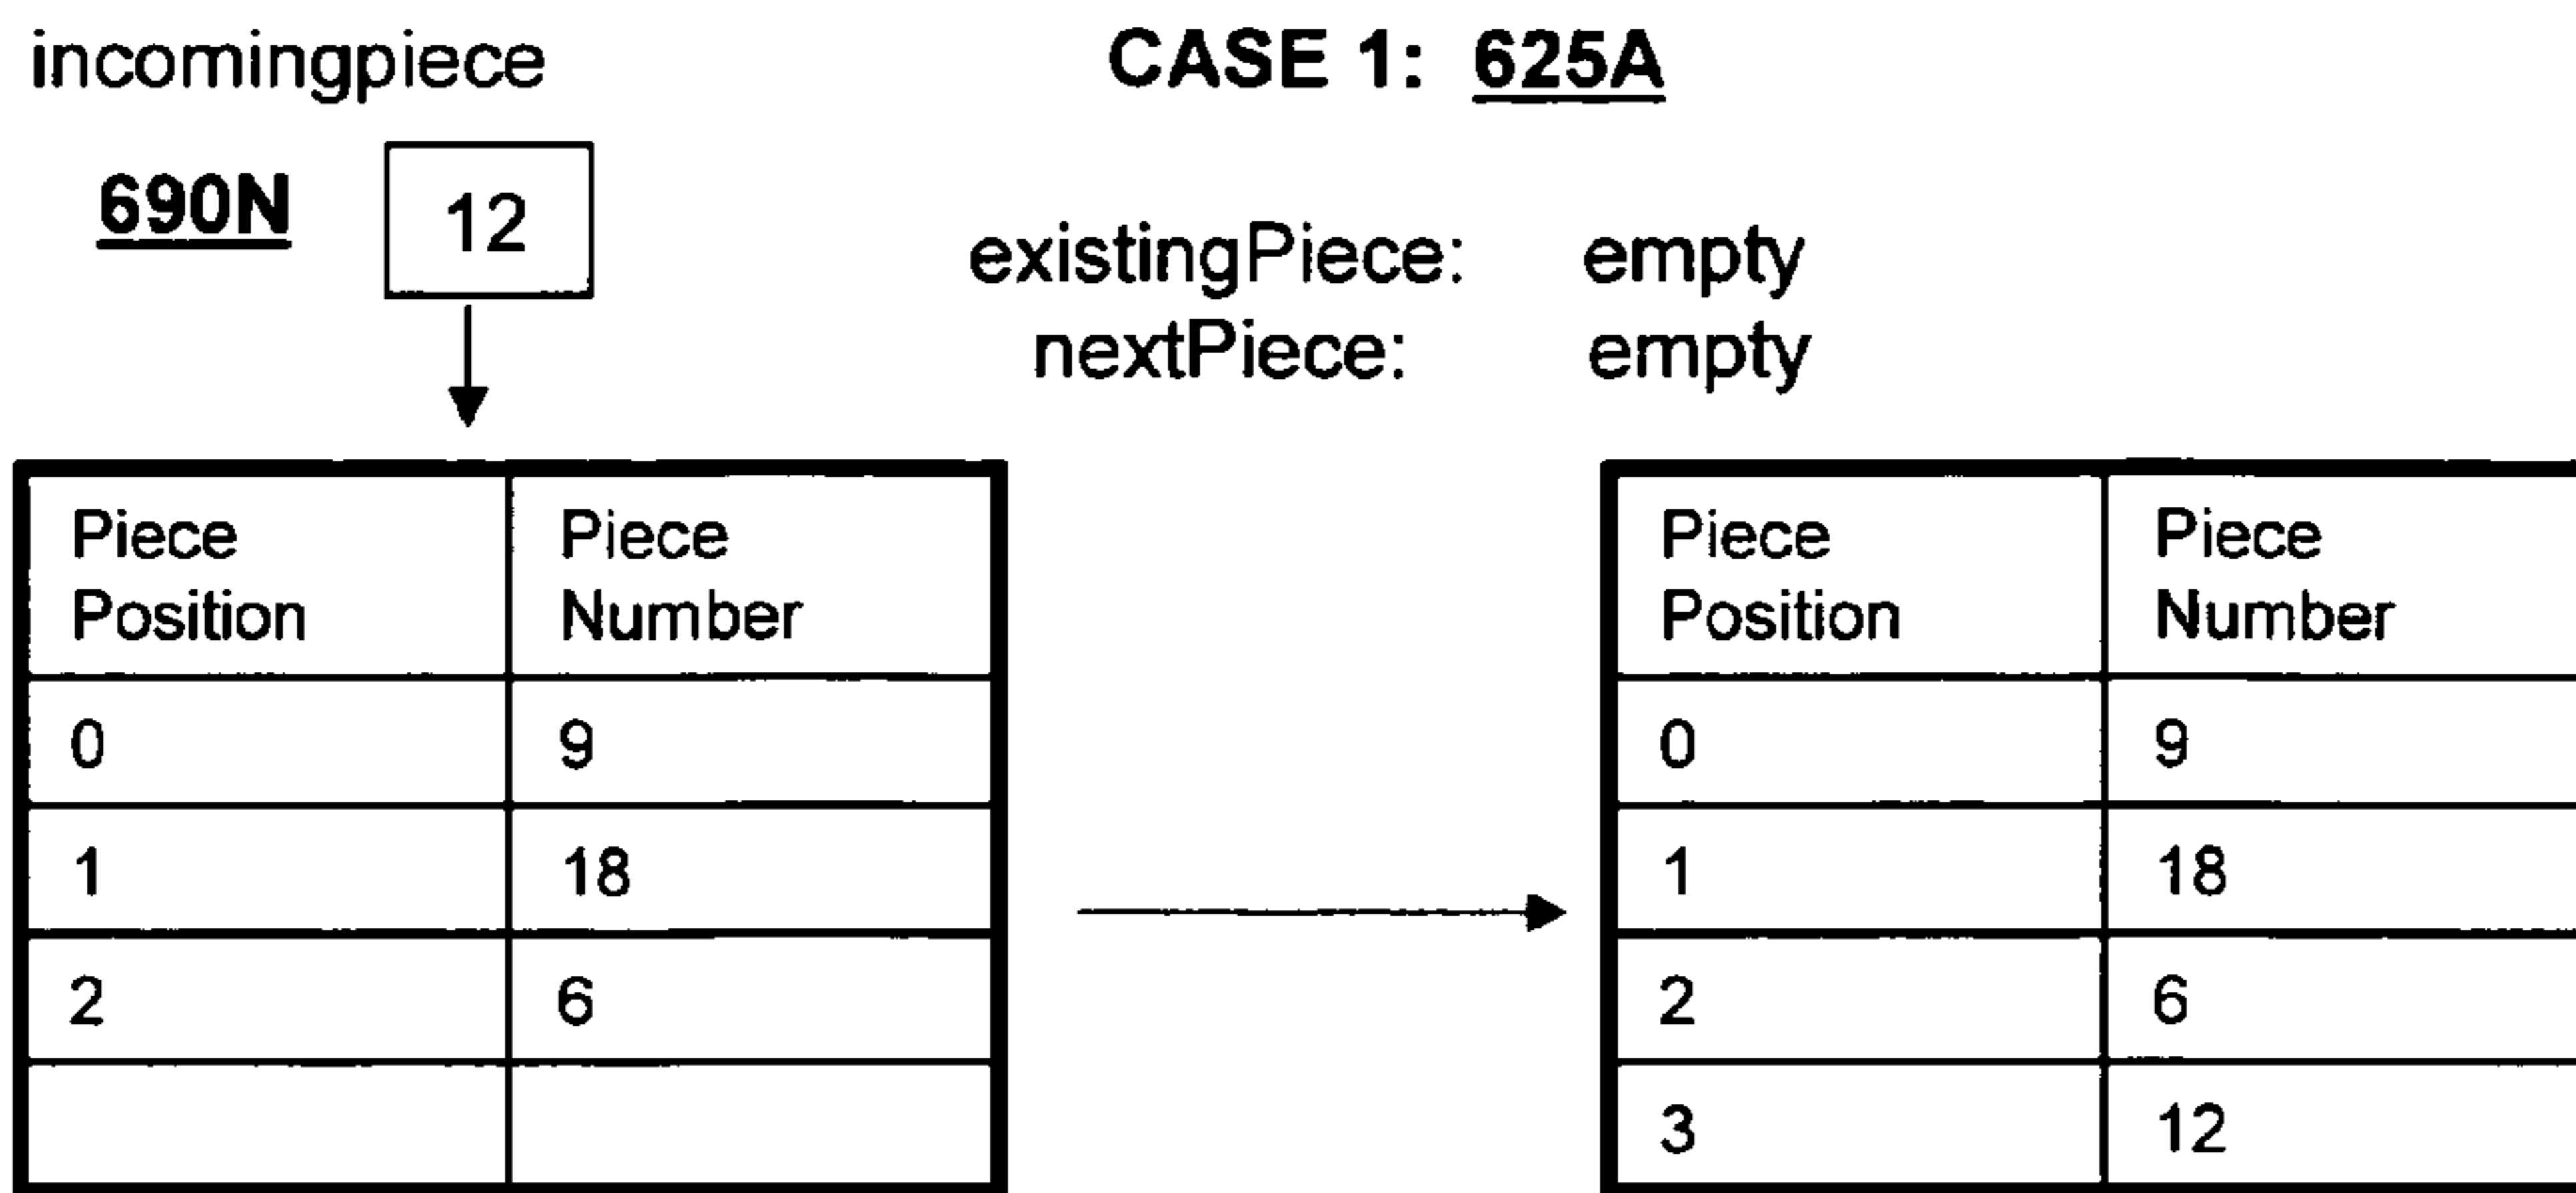 incomingpiece
CASE 1: 625A
690N 12
existingPiece: empty
nextPiece: empty
Piece Position Piece Number
0 9
1 18
2 6
Piece Position Piece Number
0 9
1 18
2 6
3 12